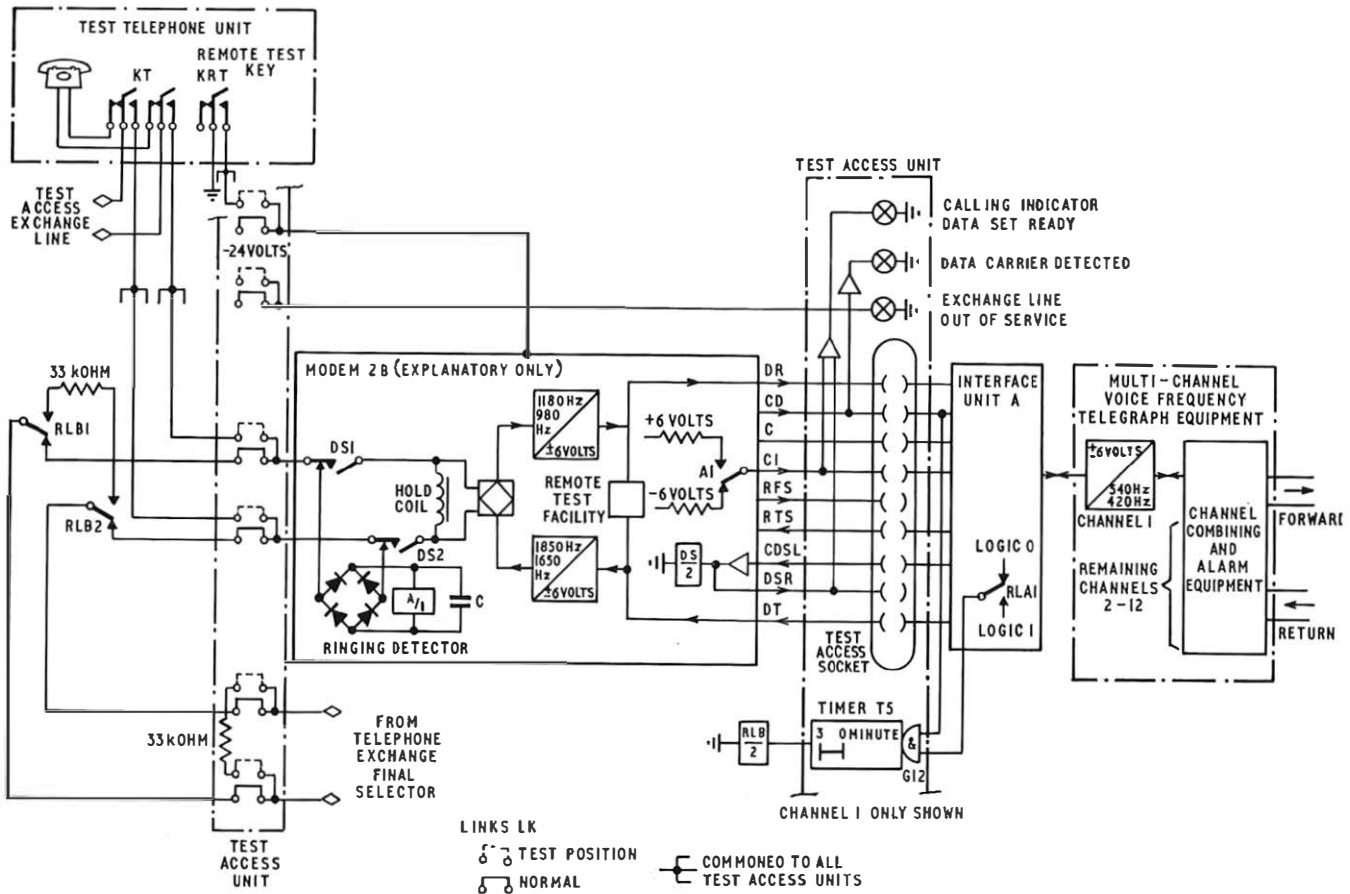 TEST TELEPHONE UNIT
REMOTE TEST
KEY
KT
KRT
TEST
ACCESS
EXCHANGE
LINE
-24VOLTS
TEST ACCESS UNIT
CALLING INDICATOR
DATA SET READY
DATA CARRIER DETECTED
EXCHANGE LINE
OUT OF SERVICE
33 kOHM
RLB1
RLB2
MODEM 2B (EXPLANATORY ONLY)
DS1
HOLD
COIL
DS2
1180Hz
980
Hz
±6VOLTS
REMOTE
TEST
FACILITY
1850Hz
1650
Hz
±6VOLTS
+6 VOLTS
A1
-6VOLTS
DS
2
A/1
C
RINGING DETECTOR
DR
CD
C
CI
RFS
RTS
CDSL
DSR
DT
TEST
ACCESS
SOCKET
INTERFACE
UNIT A
LOGIC 0
RLA1
LOGIC 1
MULTI-CHANNEL
VOICE FREQUENCY
TELEGRAPH EQUIPMENT
±6VOLTS
540Hz
420Hz
CHANNEL 1
REMAINING
CHANNELS
2-12
CHANNEL
COMBINING
AND
ALARM
EQUIPMENT
FORWARD
RETURN
33kOHM
FROM
TELEPHONE
EXCHANGE
FINAL
SELECTOR
RLB
2
TIMER T5
3 0MINUTE
&
G12
CHANNEL 1 ONLY SHOWN
TEST
ACCESS
UNIT
LINKS LK
TEST POSITION
NORMAL
COMMONED TO ALL
TEST ACCESS UNITS